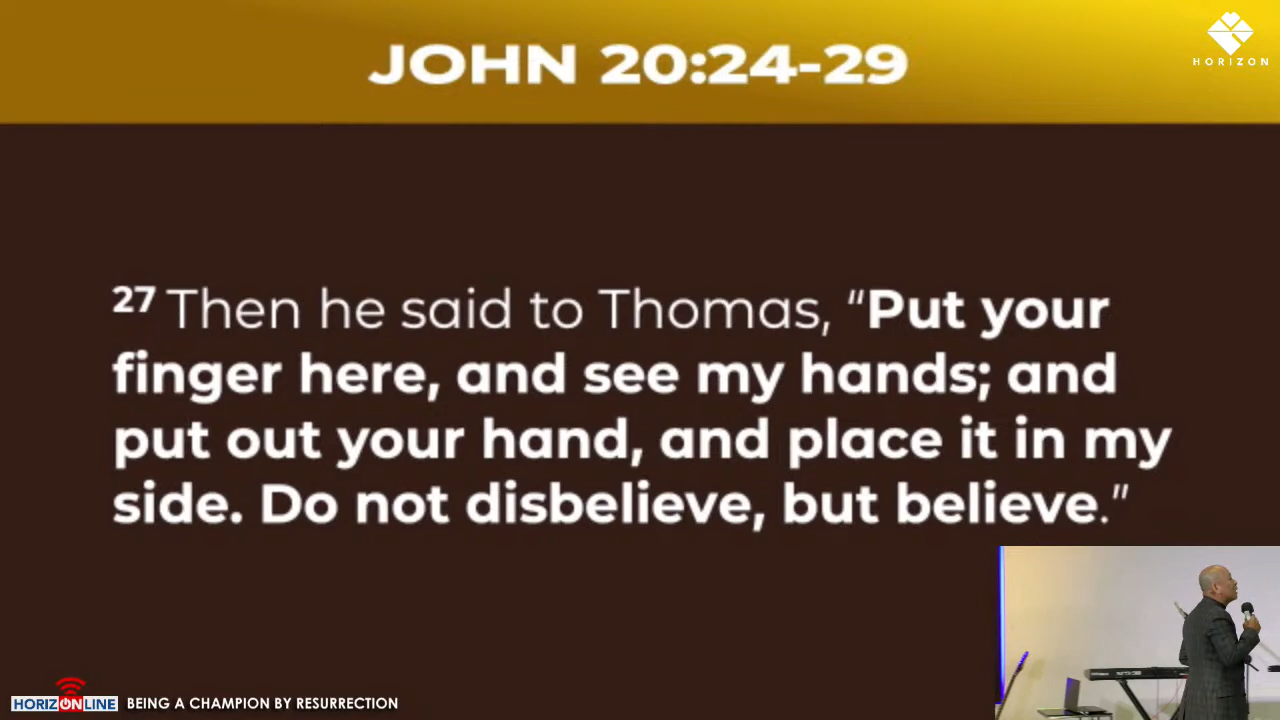 JOHN 20:24-29
HORIZON
27 Then he said to Thomas, “Put your
finger here, and see my hands; and
put out your hand, and place it in my
side. Do not disbelieve, but believe.”
HORIZONLINE BEING A CHAMPION BY RESURRECTION